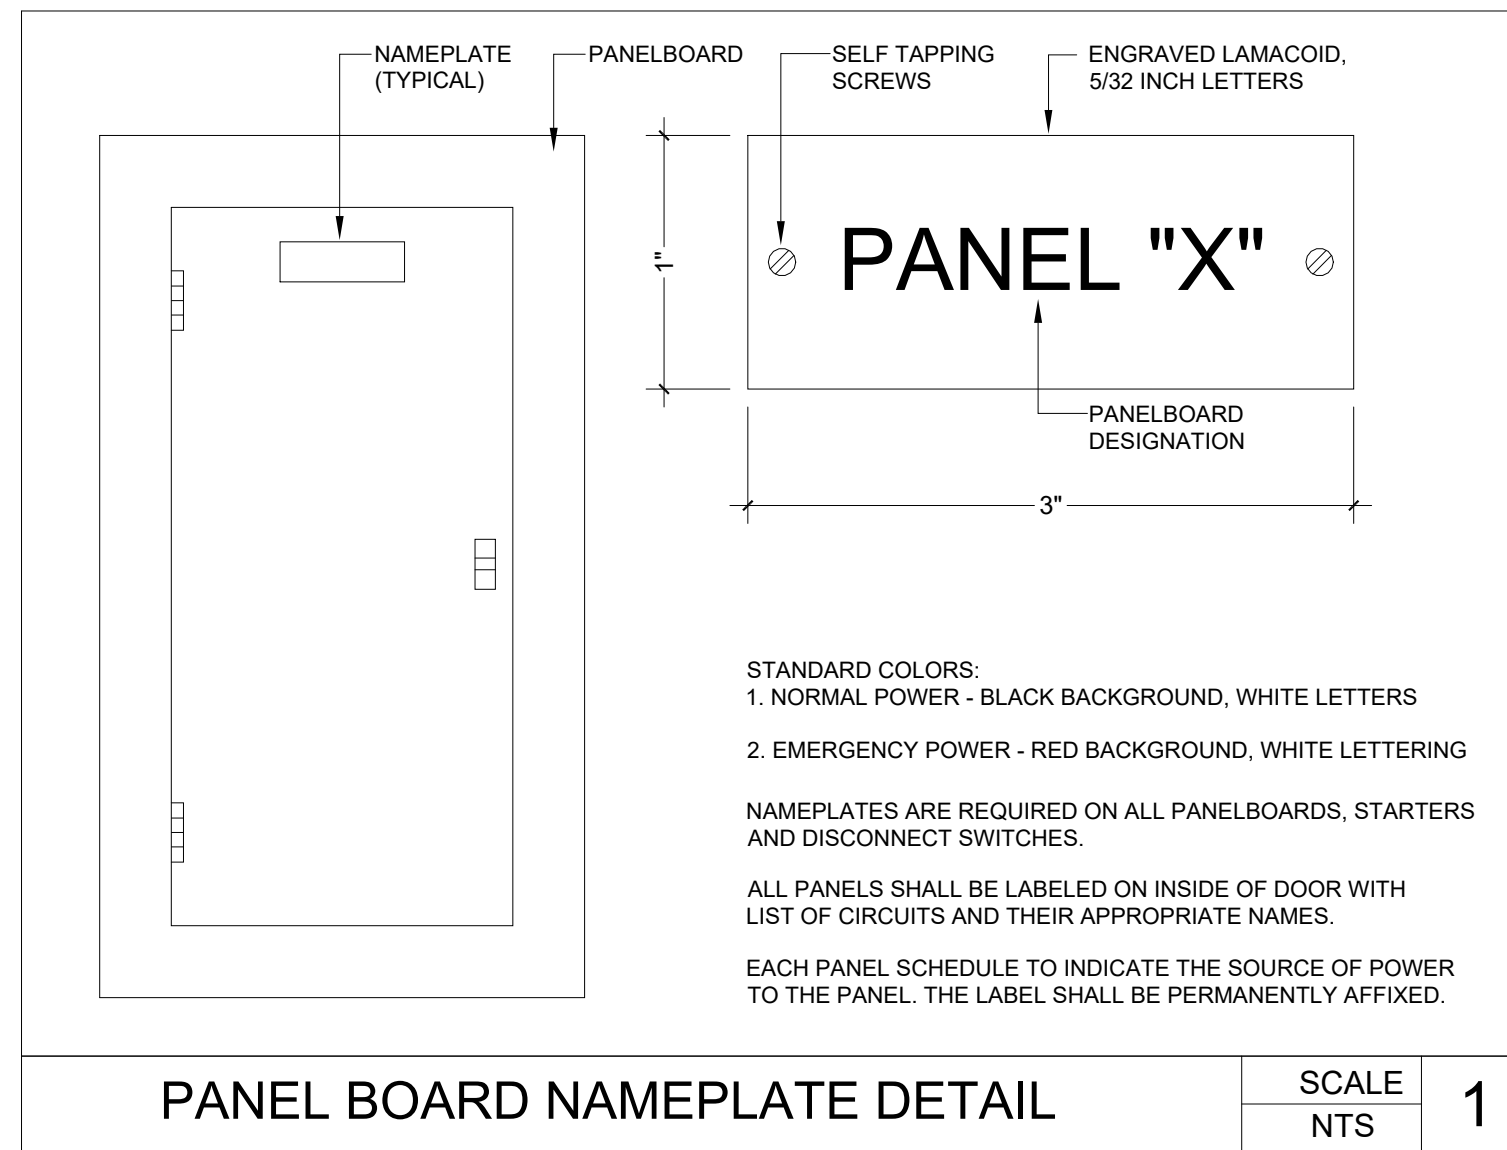 NAMEPLATE
(TYPICAL)
PANELBOARD
SELF TAPPING
SCREWS
ENGRAVED LAMACOID,
5/32 INCH LETTERS
1"
PANEL "X"
PANELBOARD
DESIGNATION
3"
STANDARD COLORS:
1. NORMAL POWER - BLACK BACKGROUND, WHITE LETTERS
2. EMERGENCY POWER - RED BACKGROUND, WHITE LETTERING
NAMEPLATES ARE REQUIRED ON ALL PANELBOARDS, STARTERS
AND DISCONNECT SWITCHES.
ALL PANELS SHALL BE LABELED ON INSIDE OF DOOR WITH
LIST OF CIRCUITS AND THEIR APPROPRIATE NAMES.
EACH PANEL SCHEDULE TO INDICATE THE SOURCE OF POWER
TO THE PANEL. THE LABEL SHALL BE PERMANENTLY AFFIXED.
PANEL BOARD NAMEPLATE DETAIL
SCALE
NTS
1